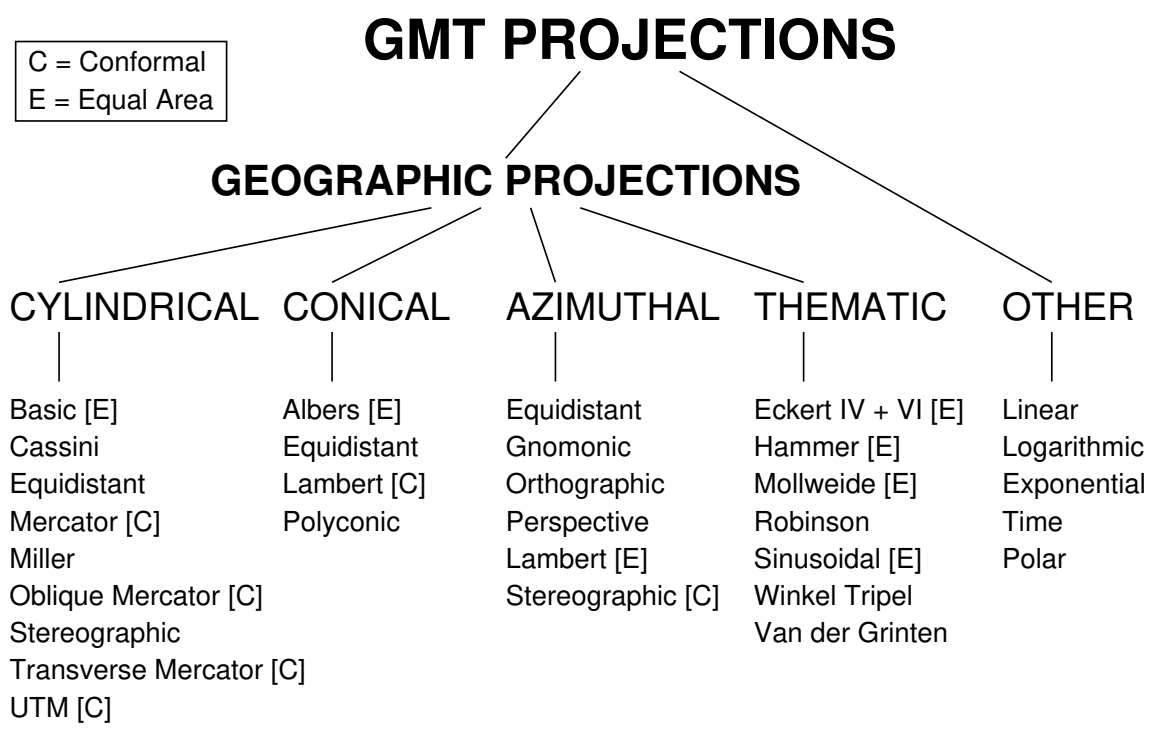 GMT PROJECTIONS
C = Conformal
E = Equal Area
GEOGRAPHIC PROJECTIONS
CYLINDRICAL
Basic [E]
Cassini
Equidistant
Mercator [C]
Miller
Oblique Mercator [C]
Stereographic
Transverse Mercator [C]
UTM [C]
CONICAL
Albers [E]
Equidistant
Lambert [C]
Polyconic
AZIMUTHAL
Equidistant
Gnomonic
Orthographic
Perspective
Lambert [E]
Stereographic [C]
THEMATIC
Eckert IV + VI [E]
Hammer [E]
Mollweide [E]
Robinson
Sinusoidal [E]
Winkel Tripel
Van der Grinten
OTHER
Linear
Logarithmic
Exponential
Time
Polar